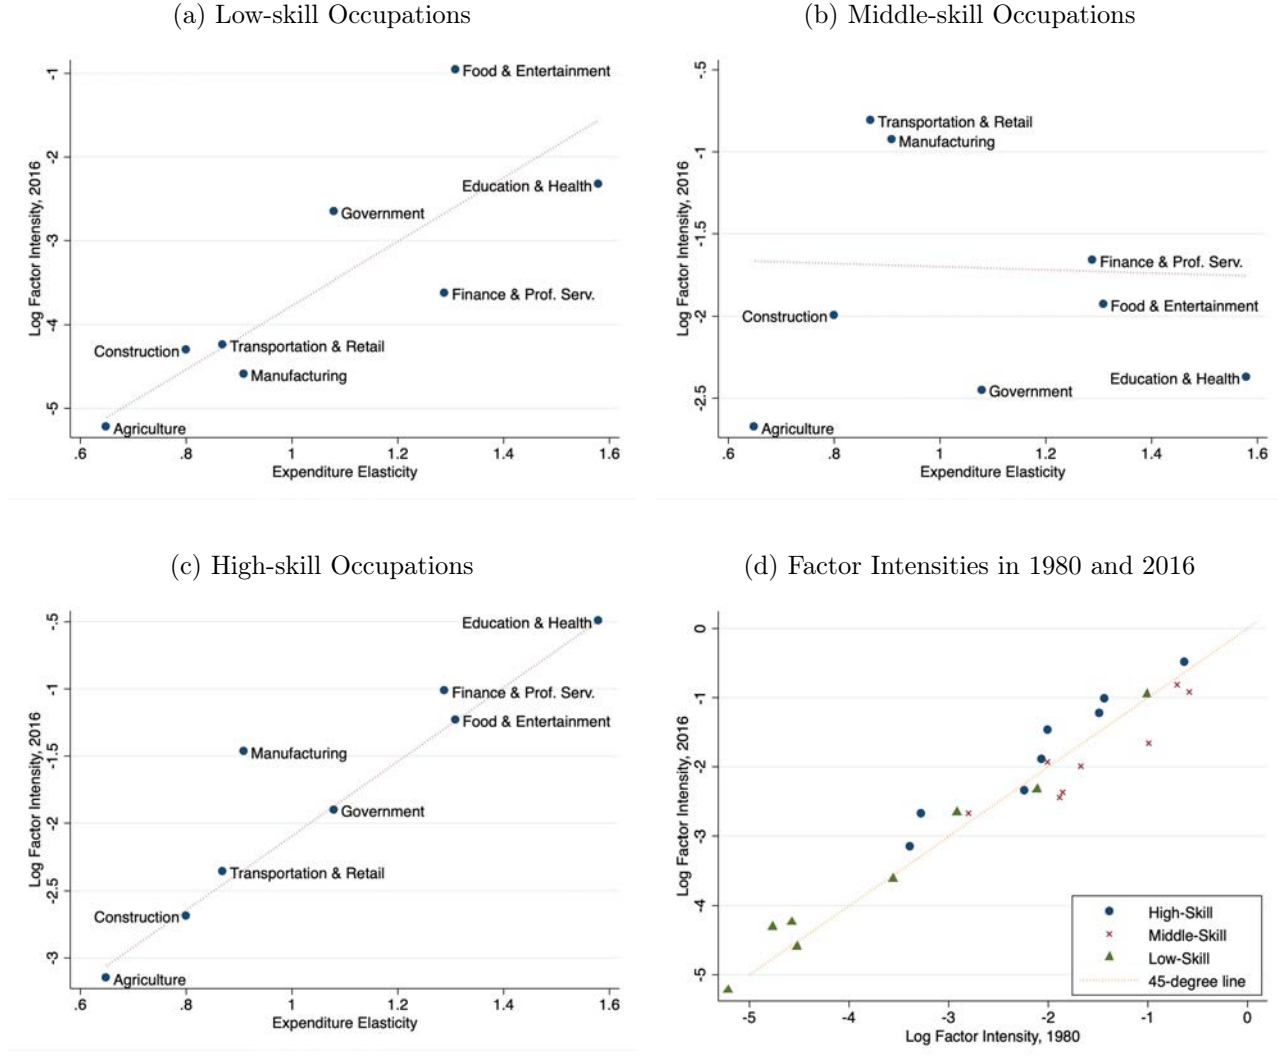 (a) Low-skill Occupations
Log Factor Intensity, 2016
-1
-2
-3
-4
-5
Food & Entertainment
Education & Health
Government
Finance & Prof. Serv.
Construction
Transportation & Retail
Manufacturing
Agriculture
.6 .8 1 1.2 1.4 1.6
Expenditure Elasticity
(b) Middle-skill Occupations
Log Factor Intensity, 2016
-.5
-1
-1.5
-2
-2.5
Transportation & Retail
Manufacturing
Finance & Prof. Serv.
Food & Entertainment
Construction
Education & Health
Government
Agriculture
.6 .8 1 1.2 1.4 1.6
Expenditure Elasticity
(c) High-skill Occupations
Log Factor Intensity, 2016
-.5
-1
-1.5
-2
-2.5
-3
Education & Health
Finance & Prof. Serv.
Food & Entertainment
Manufacturing
Government
Transportation & Retail
Construction
Agriculture
.6 .8 1 1.2 1.4 1.6
Expenditure Elasticity
(d) Factor Intensities in 1980 and 2016
Log Factor Intensity, 2016
0
-1
-2
-3
-4
-5
High-Skill
Middle-Skill
Low-Skill
45-degree line
-5 -4 -3 -2 -1 0
Log Factor Intensity, 1980